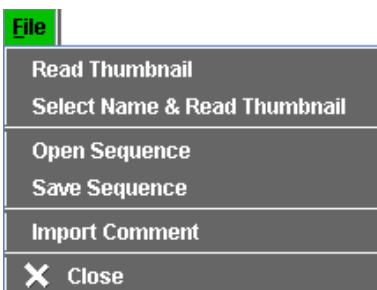 File
Read Thumbnail
Select Name & Read Thumbnail
Open Sequence
Save Sequence
Import Comment
Close